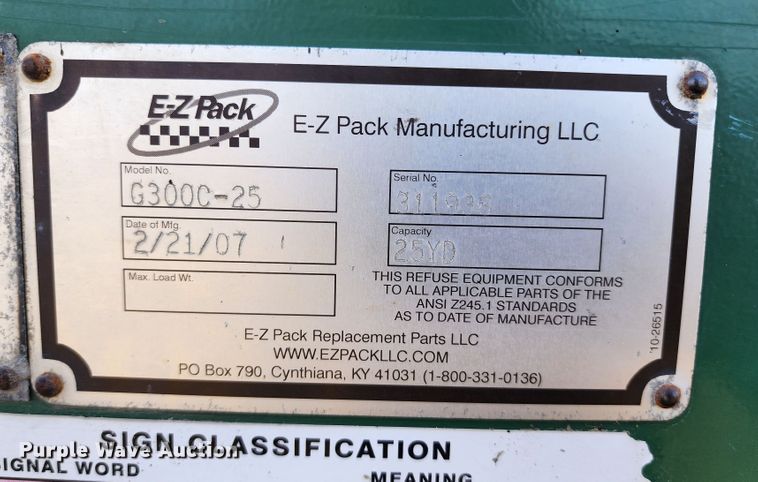 E-Z Pack
E-Z Pack Manufacturing LLC
Model No.
G300C-25
Serial No.
Date of Mfg.
2/21/07
Capacity
25YD
Max. Load Wt.
THIS REFUSE EQUIPMENT CONFORMS
TO ALL APPLICABLE PARTS OF THE
ANSI Z245.1 STANDARDS
AS TO DATE OF MANUFACTURE
10-26515
E-Z Pack Replacement Parts LLC
WWW.EZPACKLLC.COM
PO Box 790, Cynthiana, KY 41031 (1-800-331-0136)
Purple Wave Auction
SIGN CLASSIFICATION
SIGNAL WORD
MEANING